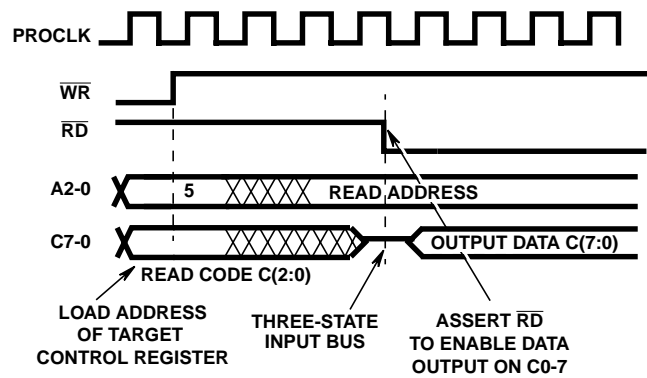 PROCLK
WR
RD
A2-0
5
READ ADDRESS
C7-0
OUTPUT DATA C(7:0)
READ CODE C(2:0)
LOAD ADDRESS
OF TARGET
CONTROL REGISTER
THREE-STATE
INPUT BUS
ASSERT RD
TO ENABLE DATA
OUTPUT ON C0-7